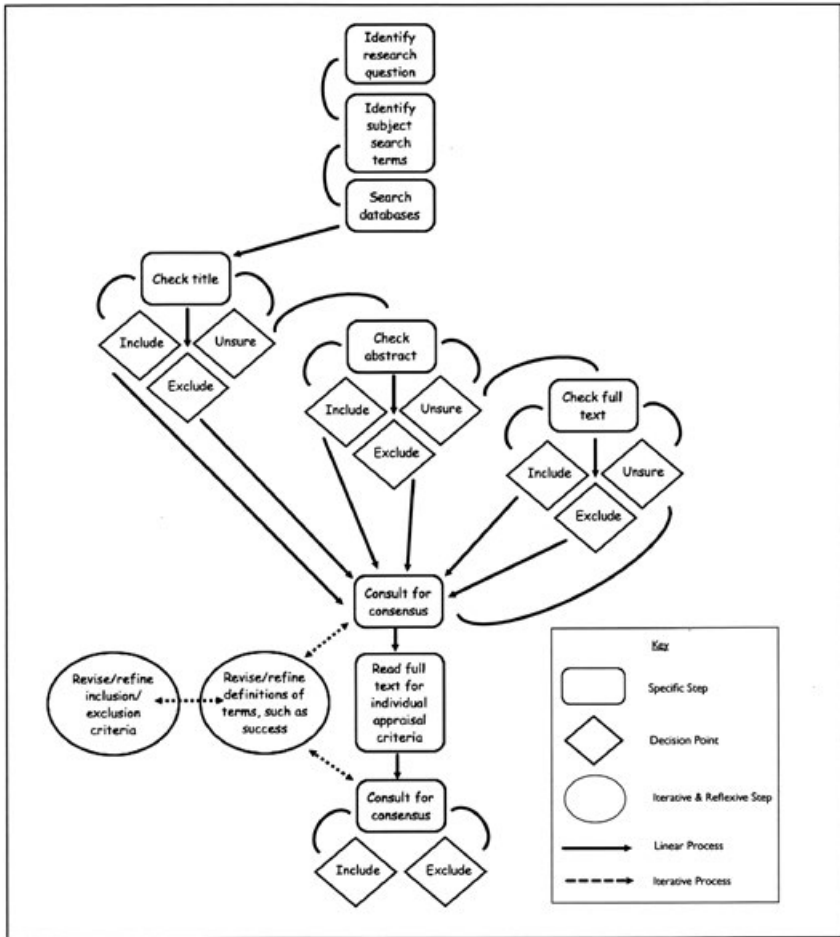 Identify
research
question
Identify
subject
search
terms
Search
databases
Check title
Include
Unsure
Exclude
Check
abstract
Include
Unsure
Exclude
Check full
text
Include
Unsure
Exclude
Consult for
consensus
Revise/refine
inclusion/
exclusion
criteria
Revise/refine
definitions of
terms, such as
success
Read full
text for
individual
appraisal
criteria
Consult for
consensus
Include
Exclude
Key
Specific Step
Decision Point
Iterative & Reflexive Step
Linear Process
Iterative Process